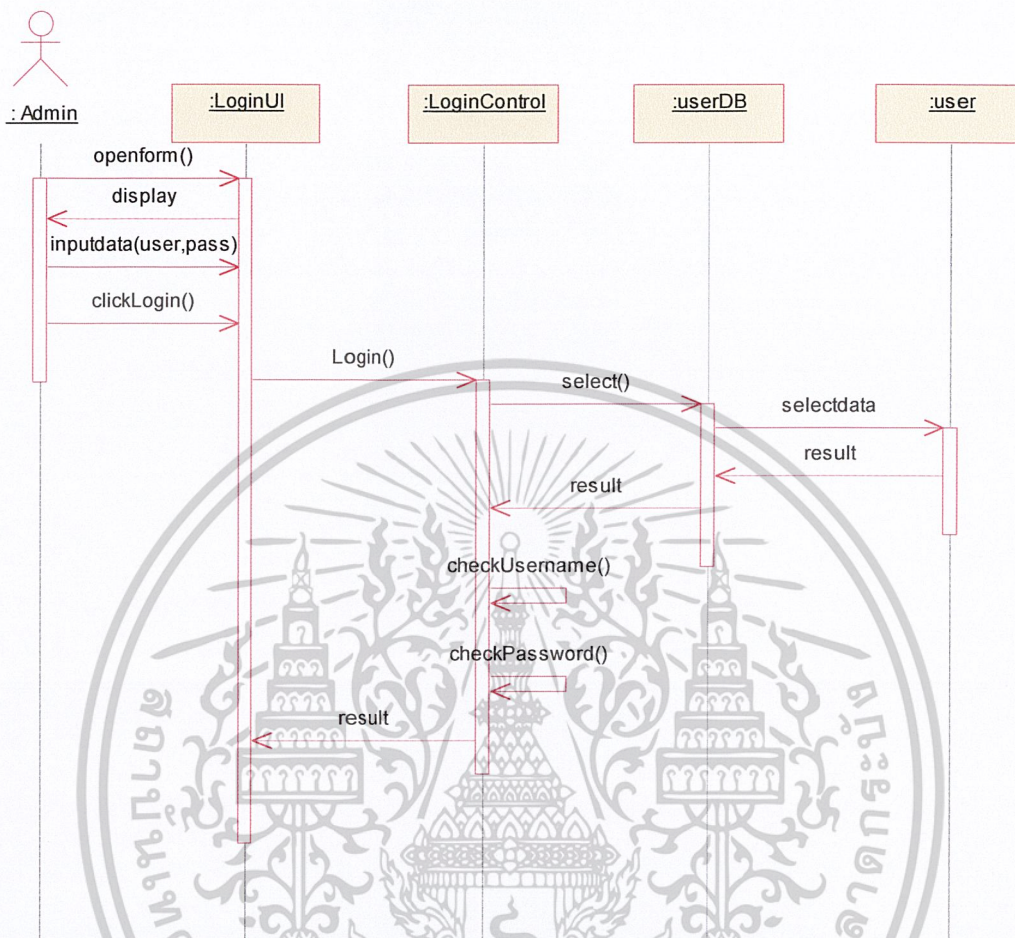 : Admin
:LoginUI
:LoginControl
:userDB
:user
openform()
display
inputdata(user,pass)
clickLogin()
Login()
select()
selectdata
result
result
checkUsername()
checkPassword()
result